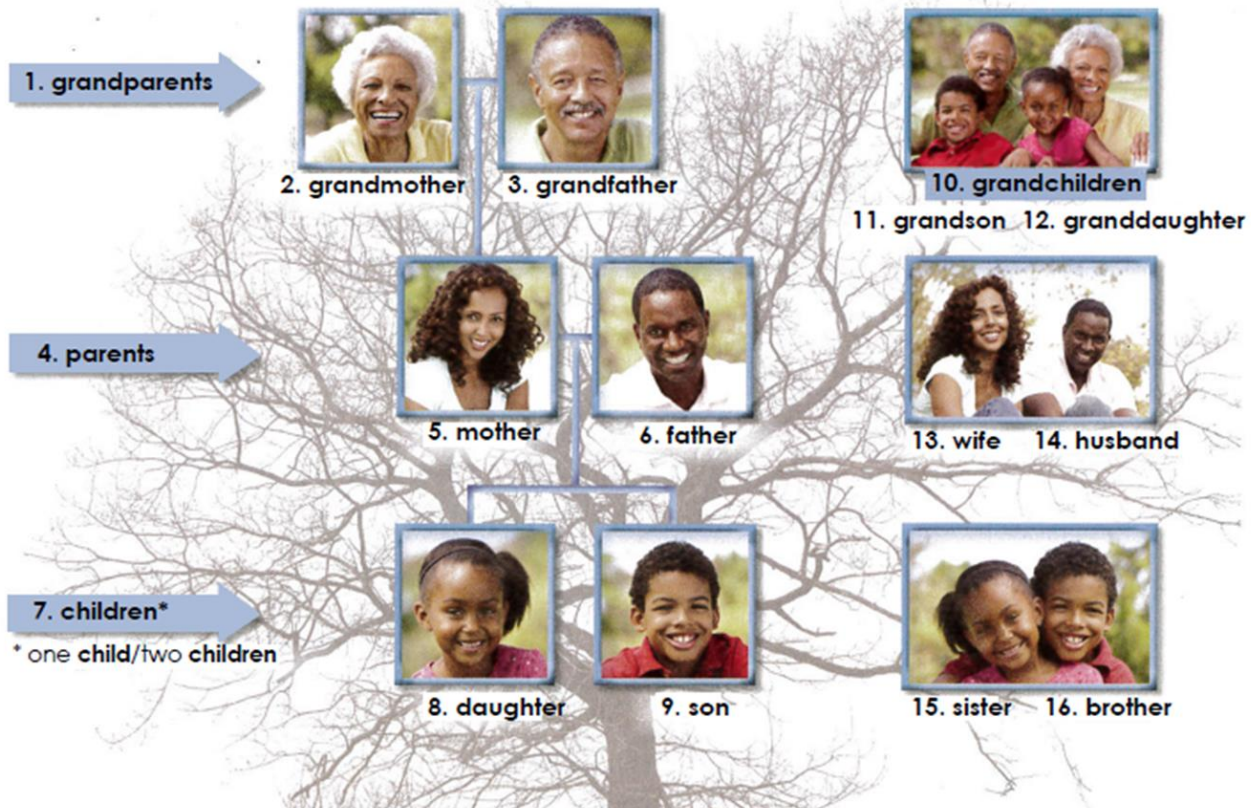 1. grandparents
2. grandmother
3. grandfather
10. grandchildren
11. grandson 12. granddaughter
4. parents
5. mother
6. father
13. wife 14. husband
7. children*
* one child/two children
8. daughter
9. son
15. sister 16. brother